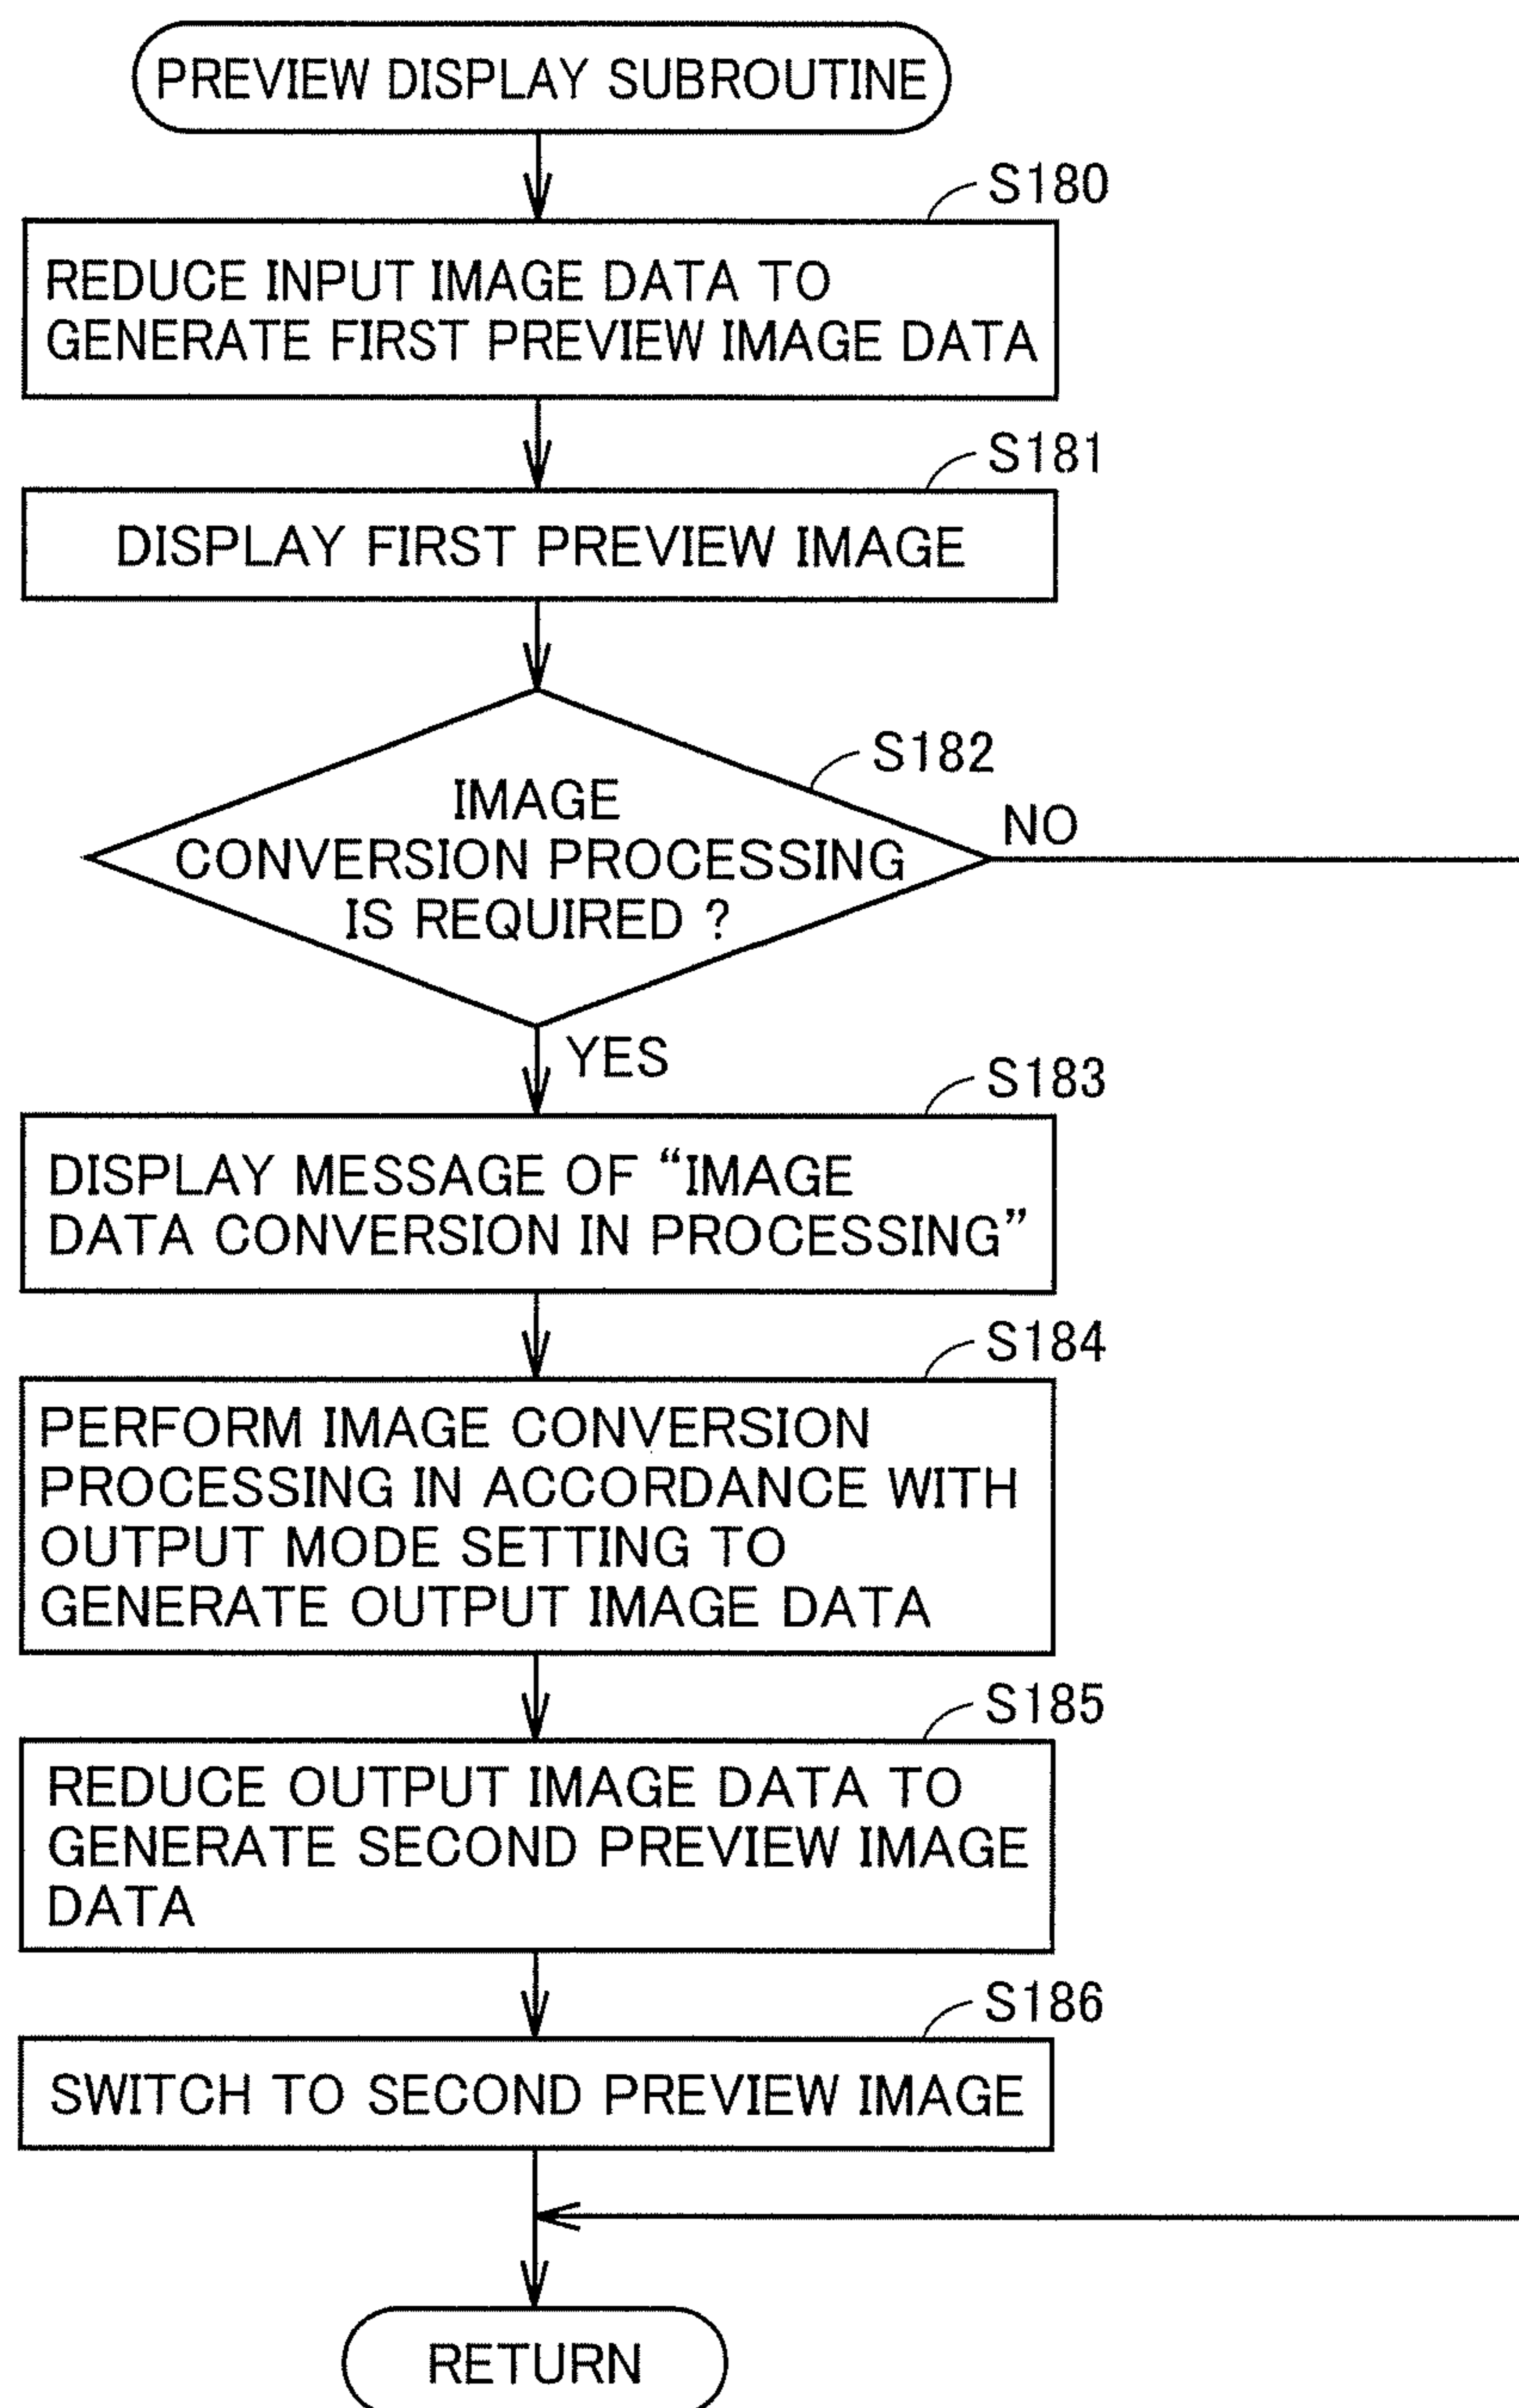 PREVIEW DISPLAY SUBROUTINE
S180
REDUCE INPUT IMAGE DATA TO
GENERATE FIRST PREVIEW IMAGE DATA
S181
DISPLAY FIRST PREVIEW IMAGE
S182
IMAGE
CONVERSION PROCESSING
IS REQUIRED ?
NO
YES
S183
DISPLAY MESSAGE OF “IMAGE
DATA CONVERSION IN PROCESSING”
S184
PERFORM IMAGE CONVERSION
PROCESSING IN ACCORDANCE WITH
OUTPUT MODE SETTING TO
GENERATE OUTPUT IMAGE DATA
S185
REDUCE OUTPUT IMAGE DATA TO
GENERATE SECOND PREVIEW IMAGE
DATA
S186
SWITCH TO SECOND PREVIEW IMAGE
RETURN